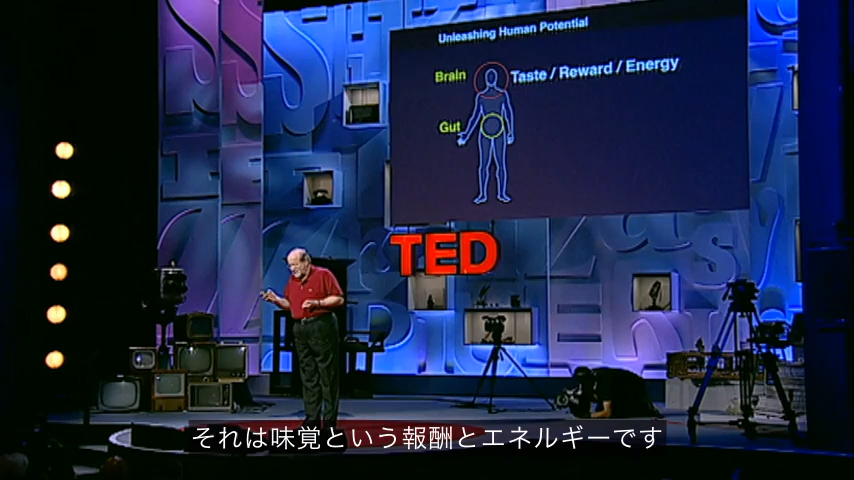 Unleashing Human Potential
Brain
Taste / Reward / Energy
Gut
TED
それは味覚という報酬とエネルギーです